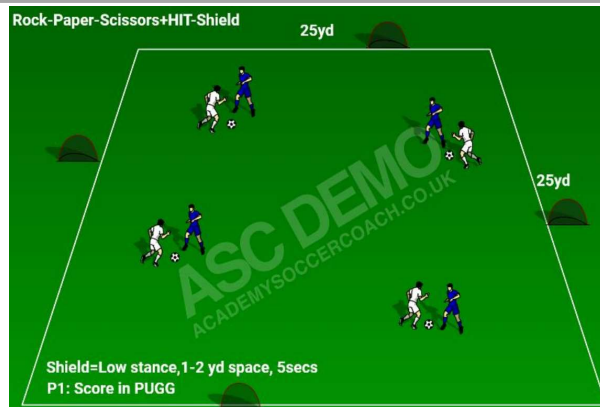 Rock-Paper-Scissors+HIT-Shield
25yd
25yd
ASC DEMO
ACADEMYSOCCERCOACH.CO.UK
Shield=Low stance,1-2 yd space, 5secs
P1: Score in PUGG